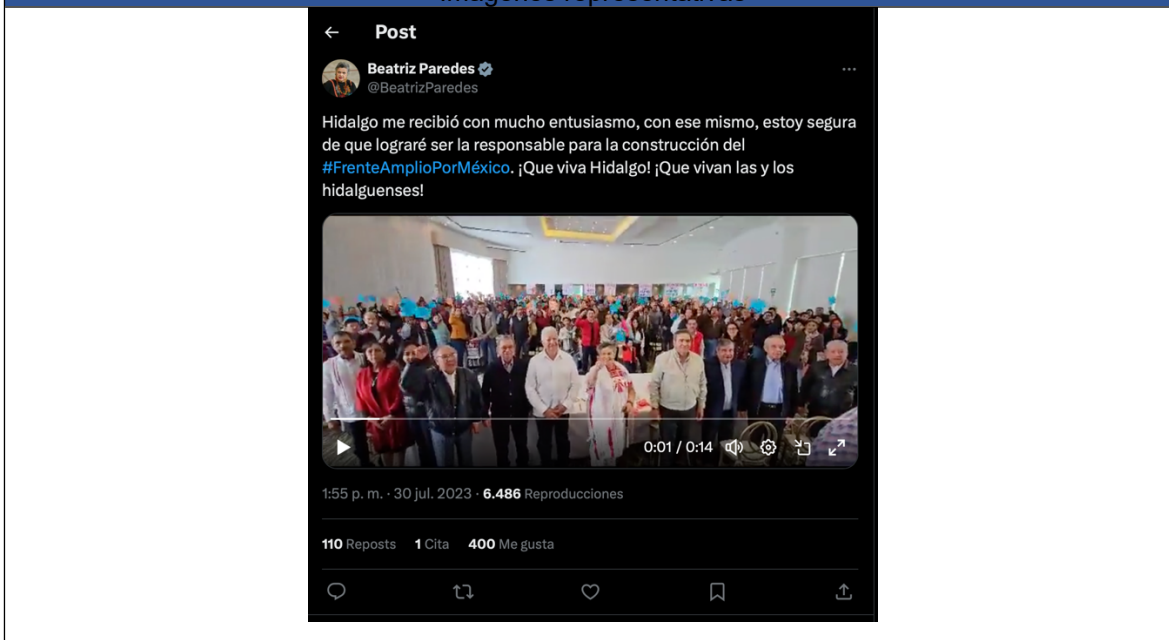 Imágenes representativas
Post
Beatriz Paredes
@BeatrizParedes
Hidalgo me recibió con mucho entusiasmo, con ese mismo, estoy segura
de que lograré ser la responsable para la construcción del
#FrenteAmplioPorMéxico. ¡Que viva Hidalgo! ¡Que vivan las y los
hidalguenses!
0:01 / 0:14
1:55 p. m. · 30 jul. 2023 · 6.486 Reproducciones
110 Reposts 1 Cita 400 Me gusta